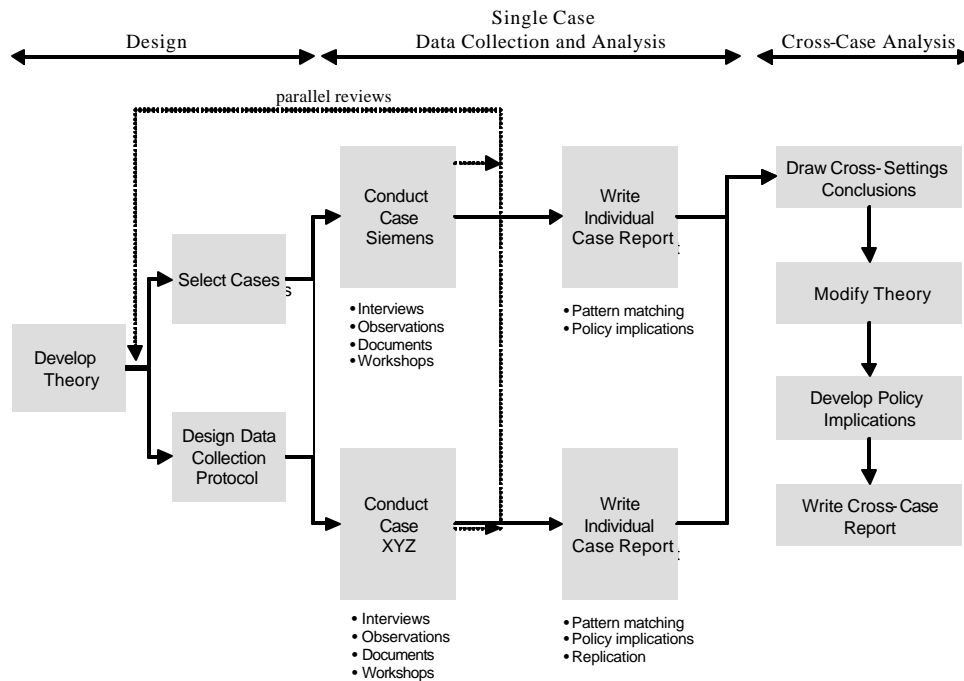 Single Case
Design
Data Collection and Analysis
Cross-Case Analysis
parallel reviews
Develop
Theory
Select Cases
s
Design Data
Collection
Protocol
Conduct
Case
Siemens
• Interviews
• Observations
• Documents
• Workshops
Conduct
Case
XYZ
• Interviews
• Observations
• Documents
• Workshops
Write
Individual
Case Report
• Pattern matching
• Policy implications
Write
Individual
Case Report
• Pattern matching
• Policy implications
• Replication
Draw Cross-Settings
Conclusions
Modify Theory
Develop Policy
Implications
Write Cross-Case
Report